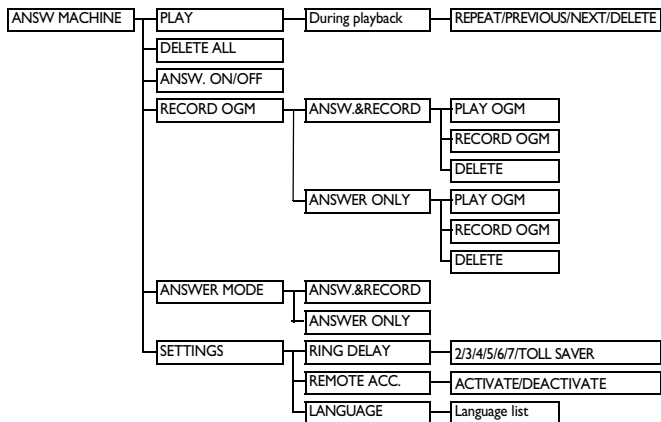 ANSW MACHINE PLAY During playback REPEAT/PREVIOUS/NEXT/DELETE
DELETE ALL
ANSW. ON/OFF
RECORD OGM ANSW.&RECORD PLAY OGM
RECORD OGM
DELETE
ANSWER ONLY PLAY OGM
RECORD OGM
DELETE
ANSWER MODE ANSW.&RECORD
ANSWER ONLY
SETTINGS RING DELAY 2/3/4/5/6/7/TOLL SAVER
REMOTE ACC. ACTIVATE/DEACTIVATE
LANGUAGE Language list